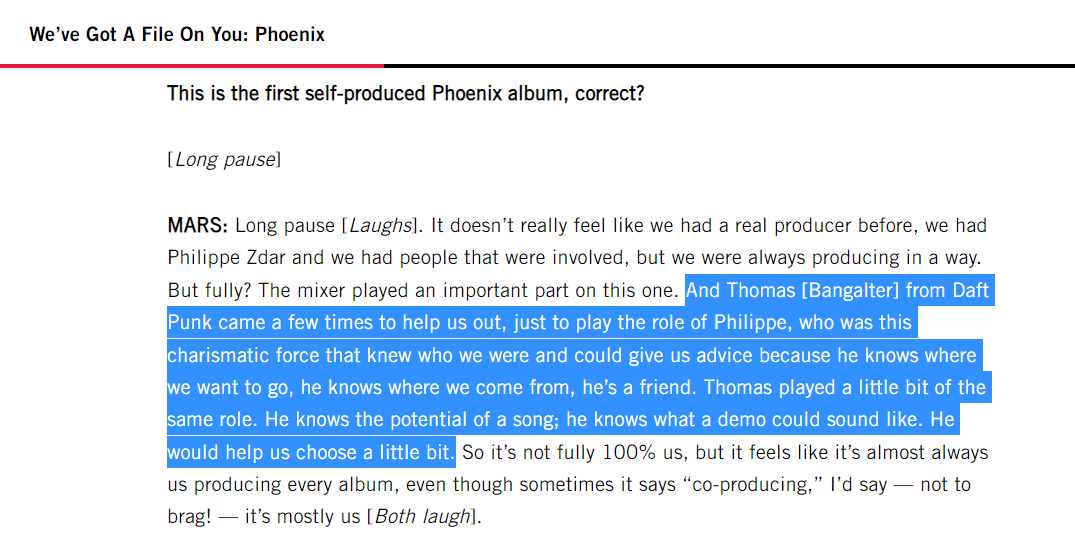 We’ve Got A File On You: Phoenix
This is the first self-produced Phoenix album, correct?
[Long pause]
MARS: Long pause [Laughs]. It doesn’t really feel like we had a real producer before, we had
Philippe Zdar and we had people that were involved, but we were always producing in a way.
But fully? The mixer played an important part on this one. And Thomas [Bangalter] from Daft
Punk came a few times to help us out, just to play the role of Philippe, who was this
charismatic force that knew who we were and could give us advice because he knows where
we want to go, he knows where we come from, he’s a friend. Thomas played a little bit of the
same role. He knows the potential of a song; he knows what a demo could sound like. He
would help us choose a little bit. So it’s not fully 100% us, but it feels like it’s almost always
us producing every album, even though sometimes it says “co-producing,” I’d say — not to
brag! — it’s mostly us [Both laugh].